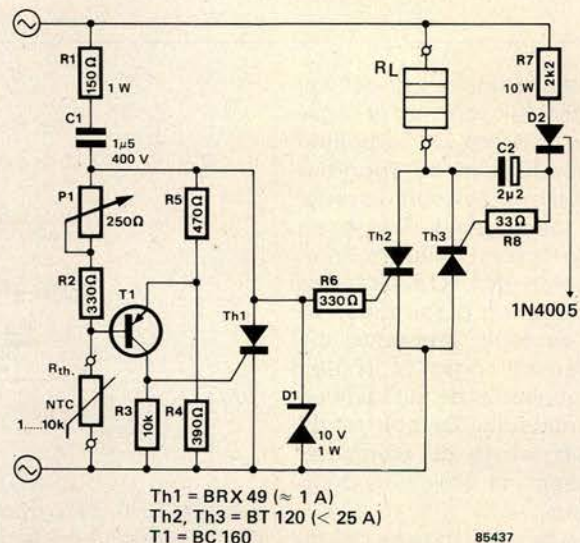 R1
150Ω
1 W
C1
1µ5
400 V
P1
250Ω
R2
330Ω
Rth.
NTC
1.....10k
T1
R3
10k
R5
470Ω
R4
390Ω
Th1
D1
10 V
1 W
R6
330Ω
RL
Th2
Th3
C2
2µ2
R7
2k2
10 W
D2
33Ω
R8
1N4005
Th1 = BRX 49 (≈ 1 A)
Th2, Th3 = BT 120 (< 25 A)
T1 = BC 160
85437